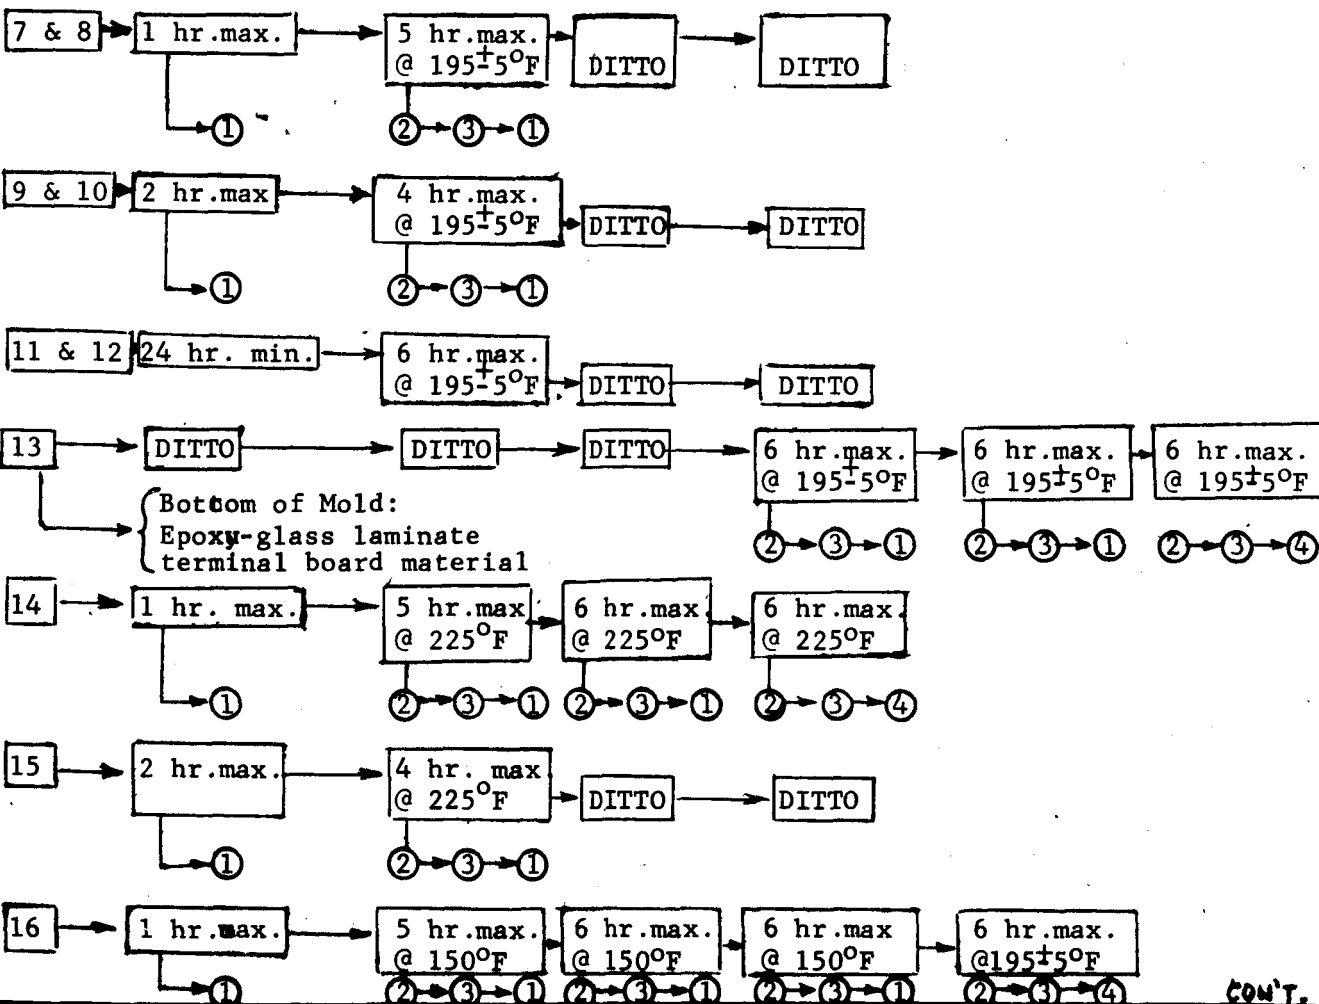 7 & 8 1 hr.max. 5 hr.max. @ 195±5°F DITTO DITTO
① ② ③ ①
9 & 10 2 hr.max 4 hr.max. @ 195±5°F DITTO DITTO
① ② ③ ①
11 & 12 24 hr. min. 6 hr.max. @ 195±5°F DITTO DITTO
13 DITTO DITTO DITTO 6 hr.max. @ 195±5°F 6 hr.max. @ 195±5°F 6 hr.max. @ 195±5°F
Bottom of Mold:
Epoxy-glass laminate
terminal board material
② ③ ① ② ③ ① ② ③ ④
14 1 hr. max. 5 hr.max @ 225°F 6 hr.max @ 225°F 6 hr.max. @ 225°F
① ② ③ ① ② ③ ① ② ③ ④
15 2 hr.max. 4 hr. max @ 225°F DITTO DITTO
① ② ③ ①
16 1 hr.max. 5 hr.max. @ 150°F 6 hr.max. @ 150°F 6 hr.max @ 150°F 6 hr.max. @195±5°F
① ② ③ ① ② ③ ① ② ③ ① ② ③ ④
CON'T.